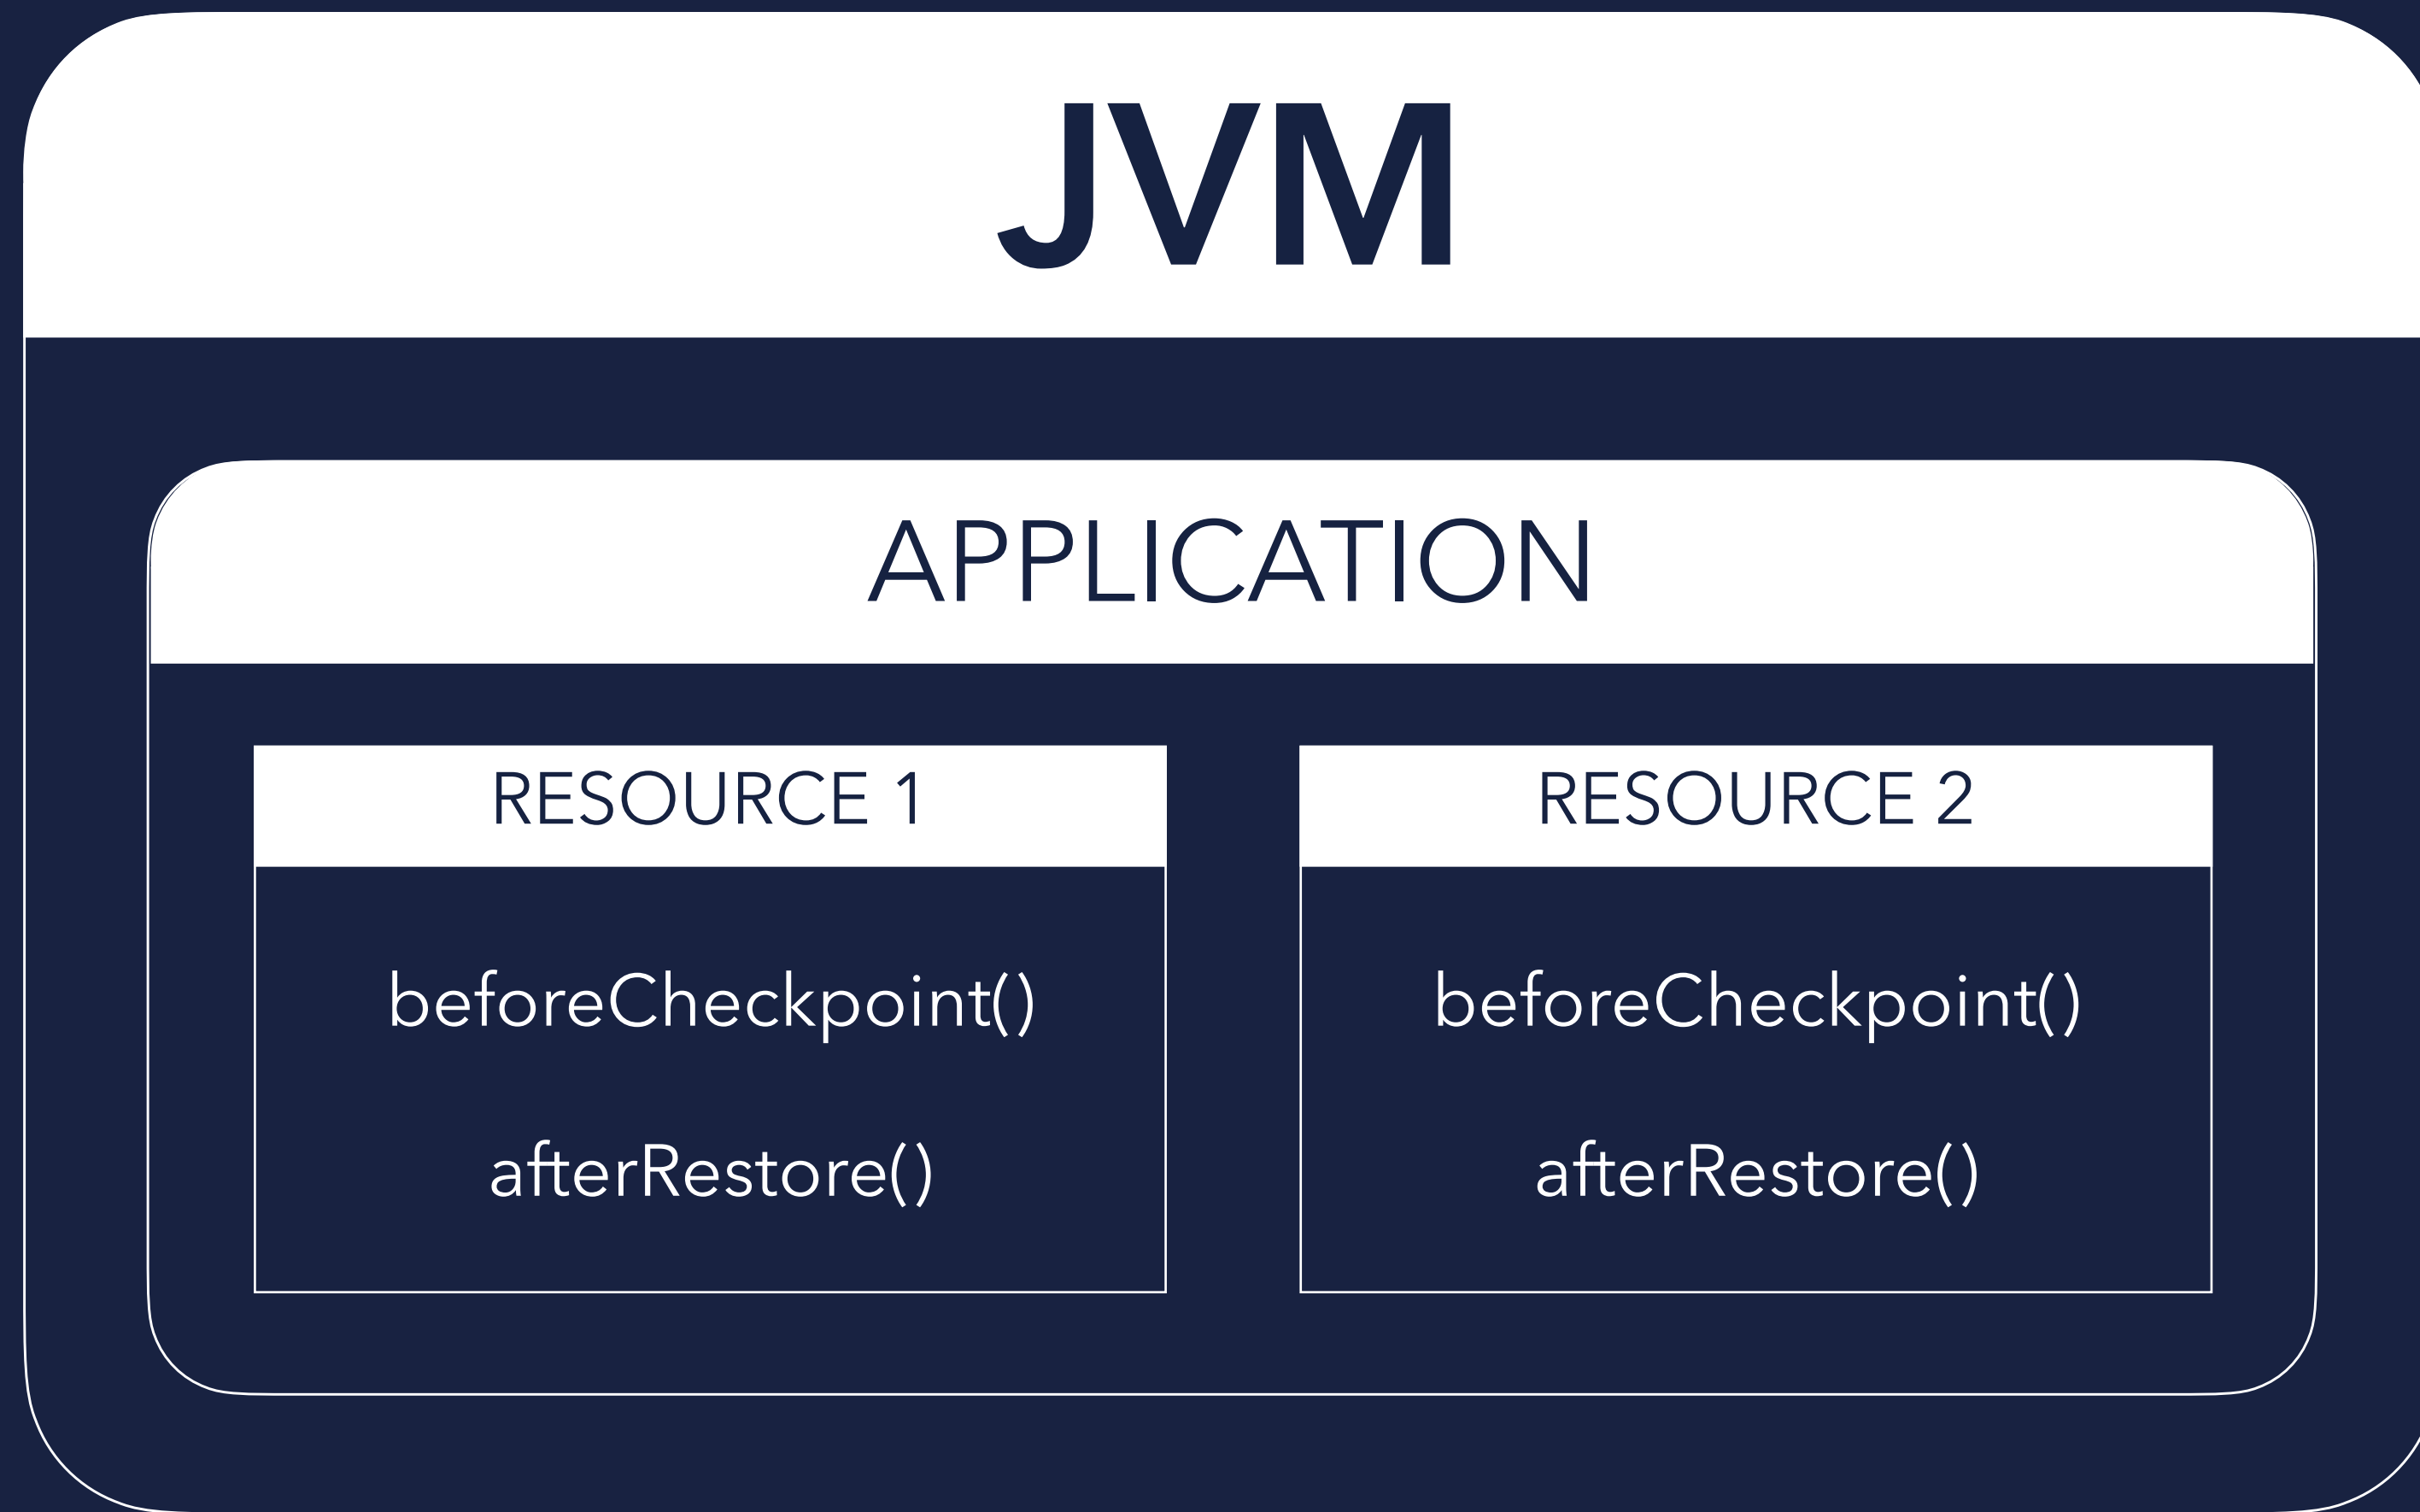 JVM
APPLICATION
RESOURCE 1
beforeCheckpoint()
afterRestore()
RESOURCE 2
beforeCheckpoint()
afterRestore()